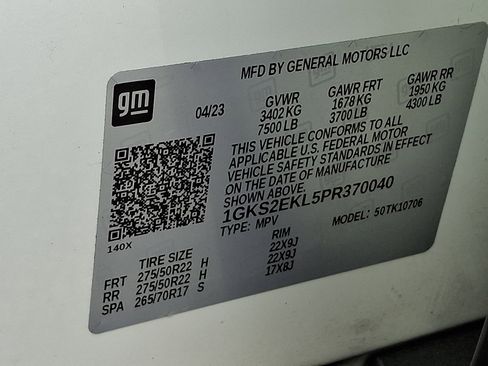 MFD BY GENERAL MOTORS LLC
gm
04/23
GVWR GAWR FRT GAWR RR
3402 KG 1678 KG 1950 KG
7500 LB 3700 LB 4300 LB
THIS VEHICLE CONFORMS TO ALL
APPLICABLE U.S. FEDERAL MOTOR
VEHICLE SAFETY STANDARDS IN EFFECT
ON THE DATE OF MANUFACTURE
SHOWN ABOVE.
1GKS2EKL5PR370040
TYPE: MPV MODEL: 50TK10706
140X
TIRE SIZE RIM
FRT 275/50R22 H 22X9J
RR 275/50R22 H 22X9J
SPA 265/70R17 S 17X8J